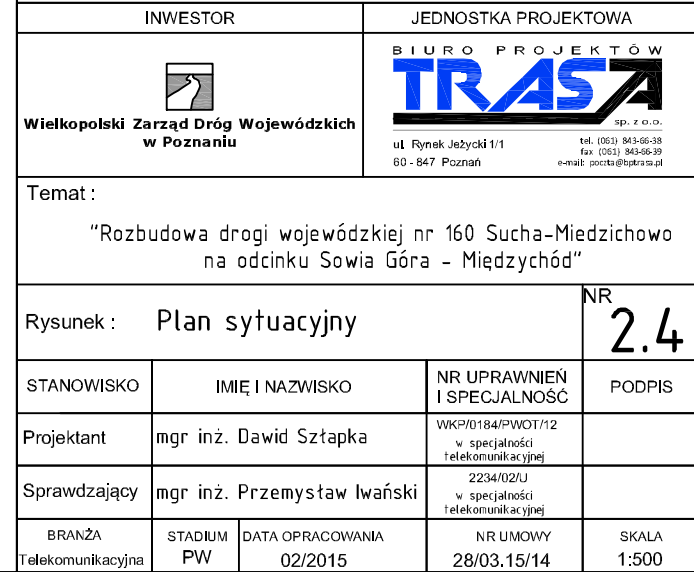 INWESTOR
JEDNOSTKA PROJEKTOWA
Wielkopolski Zarząd Dróg Wojewódzkich
w Poznaniu
BIURO PROJEKTÓW
TRASA
sp. z o.o.
ul. Rynek Jeżycki 1/1
60 - 847 Poznań
tel. (061) 843-66-38
fax (061) 843-66-39
e-mail: poczta@bptrasa.pl
Temat :
"Rozbudowa drogi wojewódzkiej nr 160 Sucha-Miedzichowo
na odcinku Sowia Góra - Międzychód"
Rysunek : Plan sytuacyjny
NR
2.4
STANOWISKO
IMIĘ I NAZWISKO
NR UPRAWNIEŃ
I SPECJALNOŚĆ
PODPIS
Projektant
mgr inż. Dawid Szłapka
WKP/0184/PWOT/12
w specjalności
telekomunikacyjnej
Sprawdzający
mgr inż. Przemysław Iwański
2234/02/U
w specjalności
telekomunikacyjnej
BRANŻA
Telekomunikacyjna
STADIUM
PW
DATA OPRACOWANIA
02/2015
NR UMOWY
28/03.15/14
SKALA
1:500